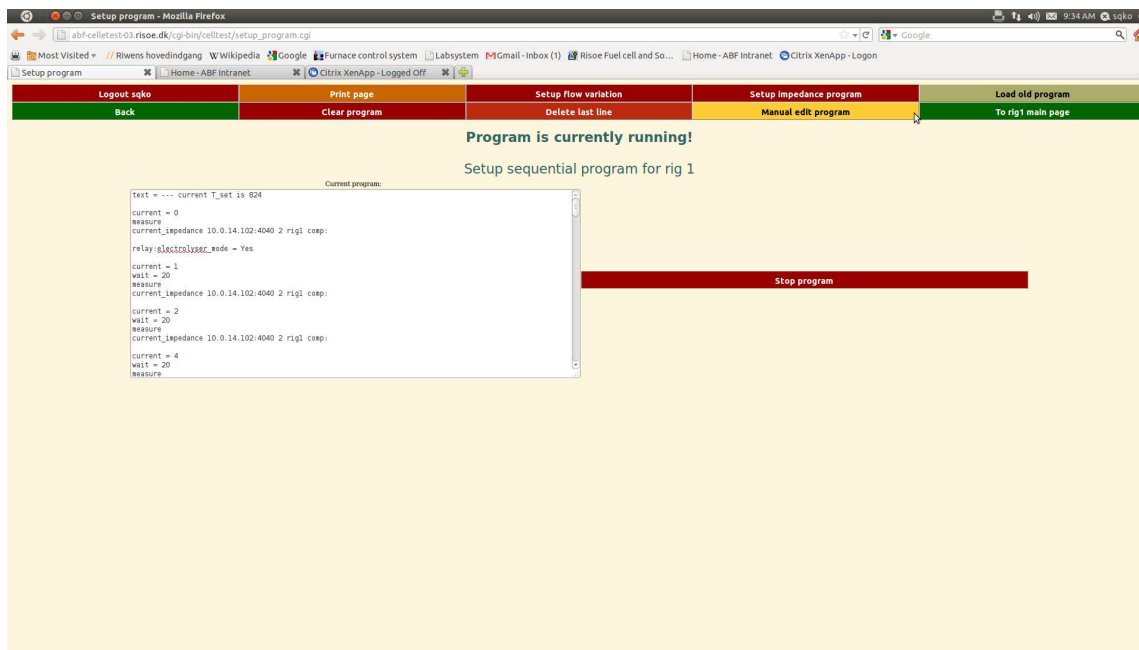 Setup program - Mozilla Firefox
9:34 AM sqko
abf-celletest-03.risoe.dk/cgi-bin/celltest/setup_program.cgi
Google
Most Visited // Riwens hovedindgang W Wikipedia Google Furnace control system Labsystem Gmail - Inbox (1) Risoe Fuel cell and So... Home - ABF Intranet Citrix XenApp - Logon
Setup program Home - ABF Intranet Citrix XenApp - Logged Off
Logout sqko Print page Setup flow variation Setup impedance program Load old program
Back Clear program Delete last line Manual edit program To rig1 main page
Program is currently running!
Setup sequential program for rig 1
Current program:
text = --- current T_set is 824
current = 0
measure
current_impedance 10.0.14.102:4040 2 rig1 comp:
relay:electrolyser_mode = Yes
current = 1
wait = 20
measure
current_impedance 10.0.14.102:4040 2 rig1 comp:
Stop program
current = 2
wait = 20
measure
current_impedance 10.0.14.102:4040 2 rig1 comp:
current = 4
wait = 20
measure